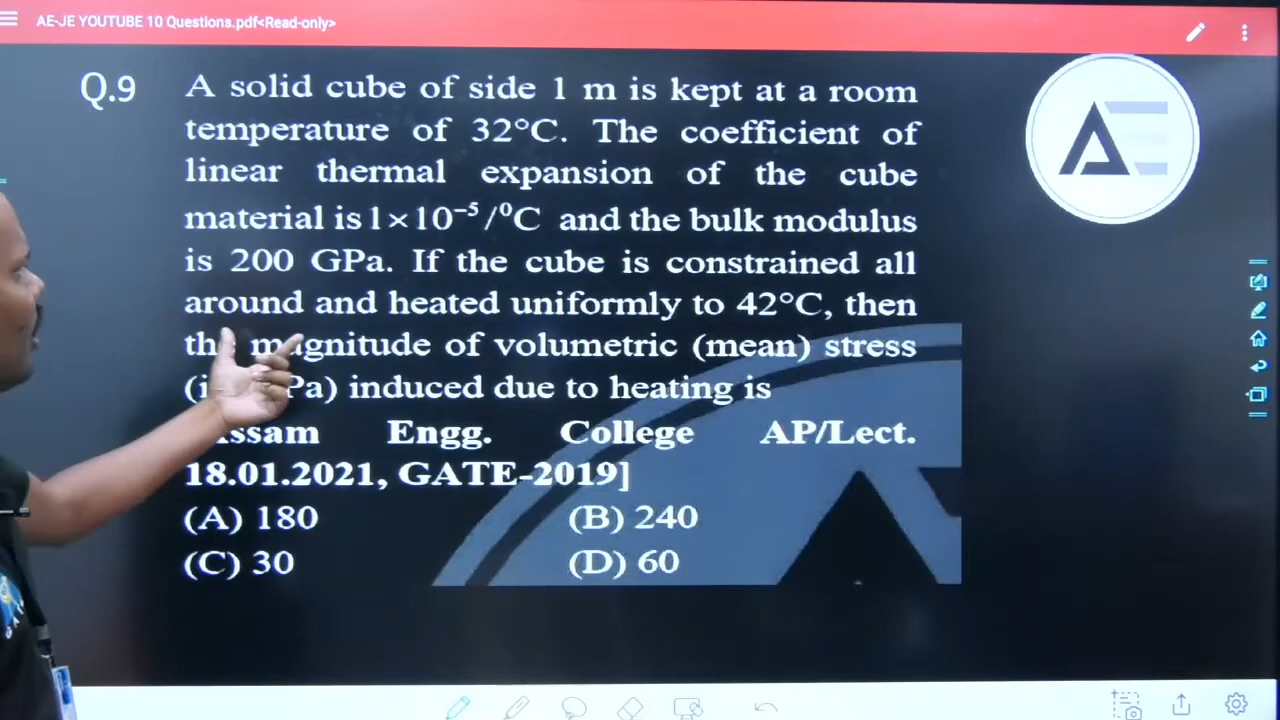 AE-JE YOUTUBE 10 Questions.pdf<Read-only>
Q.9 A solid cube of side 1 m is kept at a room
temperature of 32°C. The coefficient of
linear thermal expansion of the cube
material is 1×10⁻⁵/⁰C and the bulk modulus
is 200 GPa. If the cube is constrained all
around and heated uniformly to 42°C, then
magnitude of volumetric (mean) stress
induced due to heating is
Engg. College AP/Lect.
18.01.2021, GATE-2019]
(A) 180 (B) 240
(C) 30 (D) 60